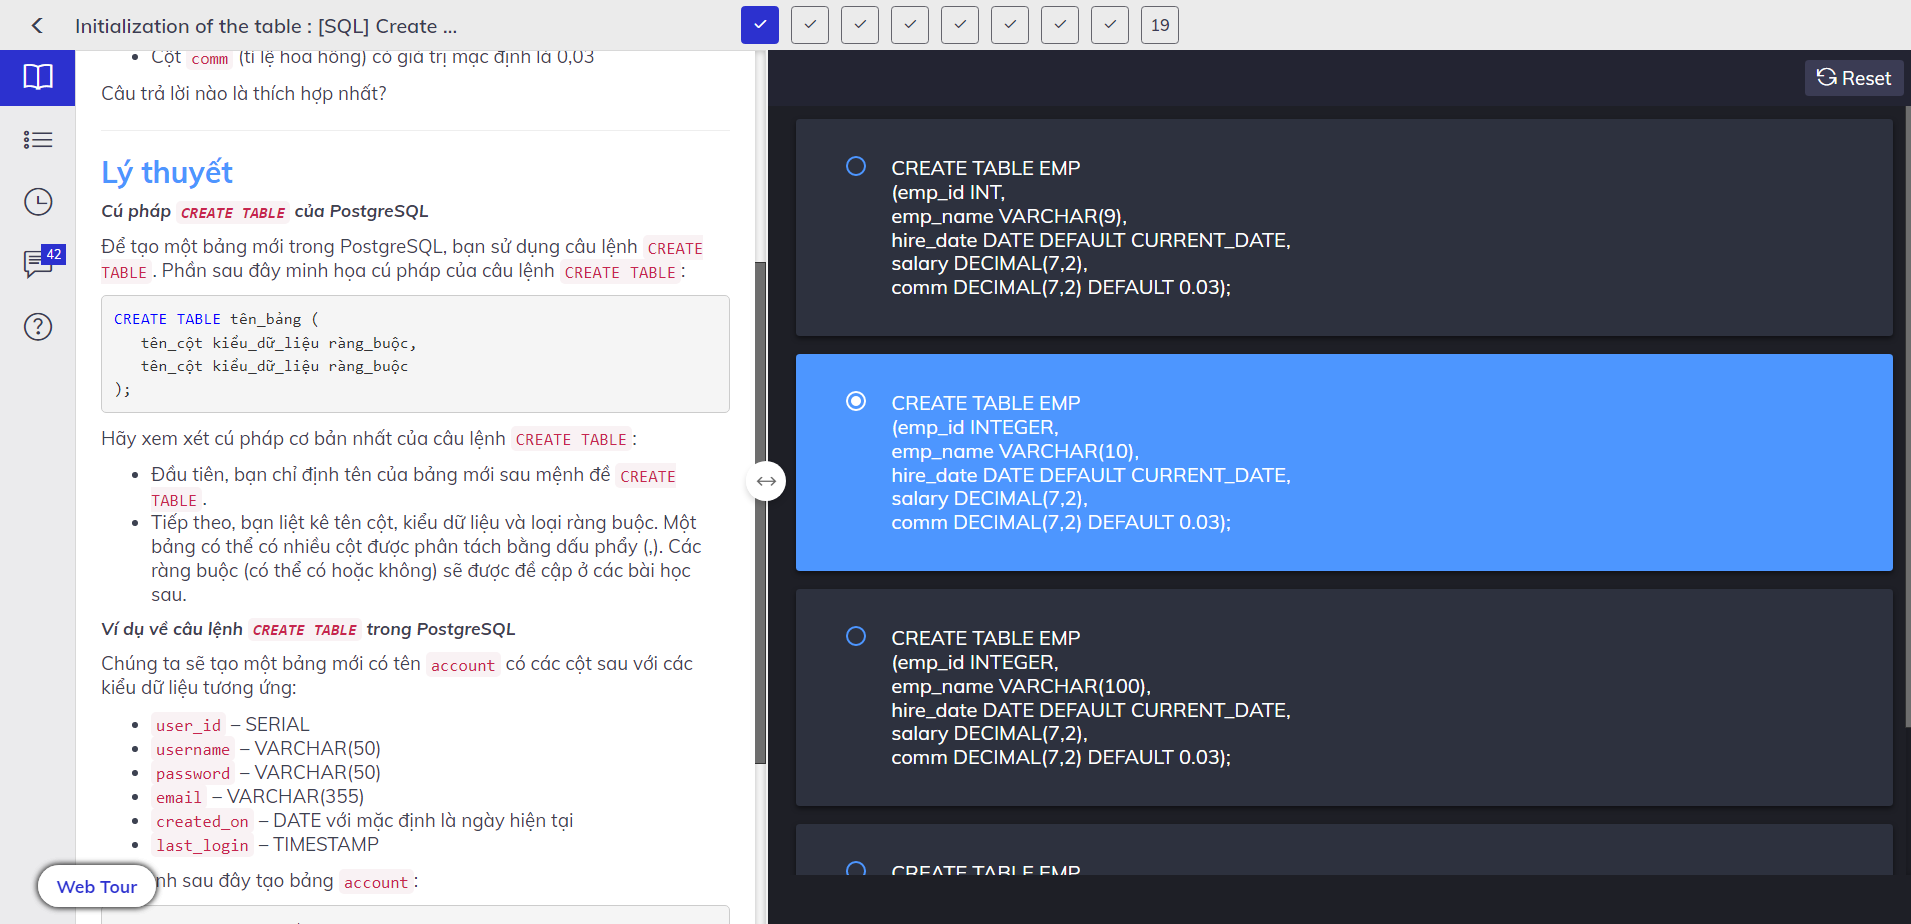 Initialization of the table : [SQL] Create ...
19
Reset
42
Cột comm (tỉ lệ hoa hồng) có giá trị mặc định là 0,03
Câu trả lời nào là thích hợp nhất?
Lý thuyết
Cú pháp CREATE TABLE của PostgreSQL
Để tạo một bảng mới trong PostgreSQL, bạn sử dụng câu lệnh CREATE
TABLE. Phần sau đây minh họa cú pháp của câu lệnh CREATE TABLE:
CREATE TABLE tên_bảng (
tên_cột kiểu_dữ_liệu ràng_buộc,
tên_cột kiểu_dữ_liệu ràng_buộc
);
Hãy xem xét cú pháp cơ bản nhất của câu lệnh CREATE TABLE:
Đầu tiên, bạn chỉ định tên của bảng mới sau mệnh đề CREATE
TABLE.
Tiếp theo, bạn liệt kê tên cột, kiểu dữ liệu và loại ràng buộc. Một
bảng có thể có nhiều cột được phân tách bằng dấu phẩy (,). Các
ràng buộc (có thể có hoặc không) sẽ được đề cập ở các bài học
sau.
Ví dụ về câu lệnh CREATE TABLE trong PostgreSQL
Chúng ta sẽ tạo một bảng mới có tên account có các cột sau với các
kiểu dữ liệu tương ứng:
user_id – SERIAL
username – VARCHAR(50)
password – VARCHAR(50)
email – VARCHAR(355)
created_on – DATE với mặc định là ngày hiện tại
last_login – TIMESTAMP
nh sau đây tạo bảng account:
Web Tour
CREATE TABLE EMP
(emp_id INT,
emp_name VARCHAR(9),
hire_date DATE DEFAULT CURRENT_DATE,
salary DECIMAL(7,2),
comm DECIMAL(7,2) DEFAULT 0.03);
CREATE TABLE EMP
(emp_id INTEGER,
emp_name VARCHAR(10),
hire_date DATE DEFAULT CURRENT_DATE,
salary DECIMAL(7,2),
comm DECIMAL(7,2) DEFAULT 0.03);
CREATE TABLE EMP
(emp_id INTEGER,
emp_name VARCHAR(100),
hire_date DATE DEFAULT CURRENT_DATE,
salary DECIMAL(7,2),
comm DECIMAL(7,2) DEFAULT 0.03);
CREATE TABLE EMP